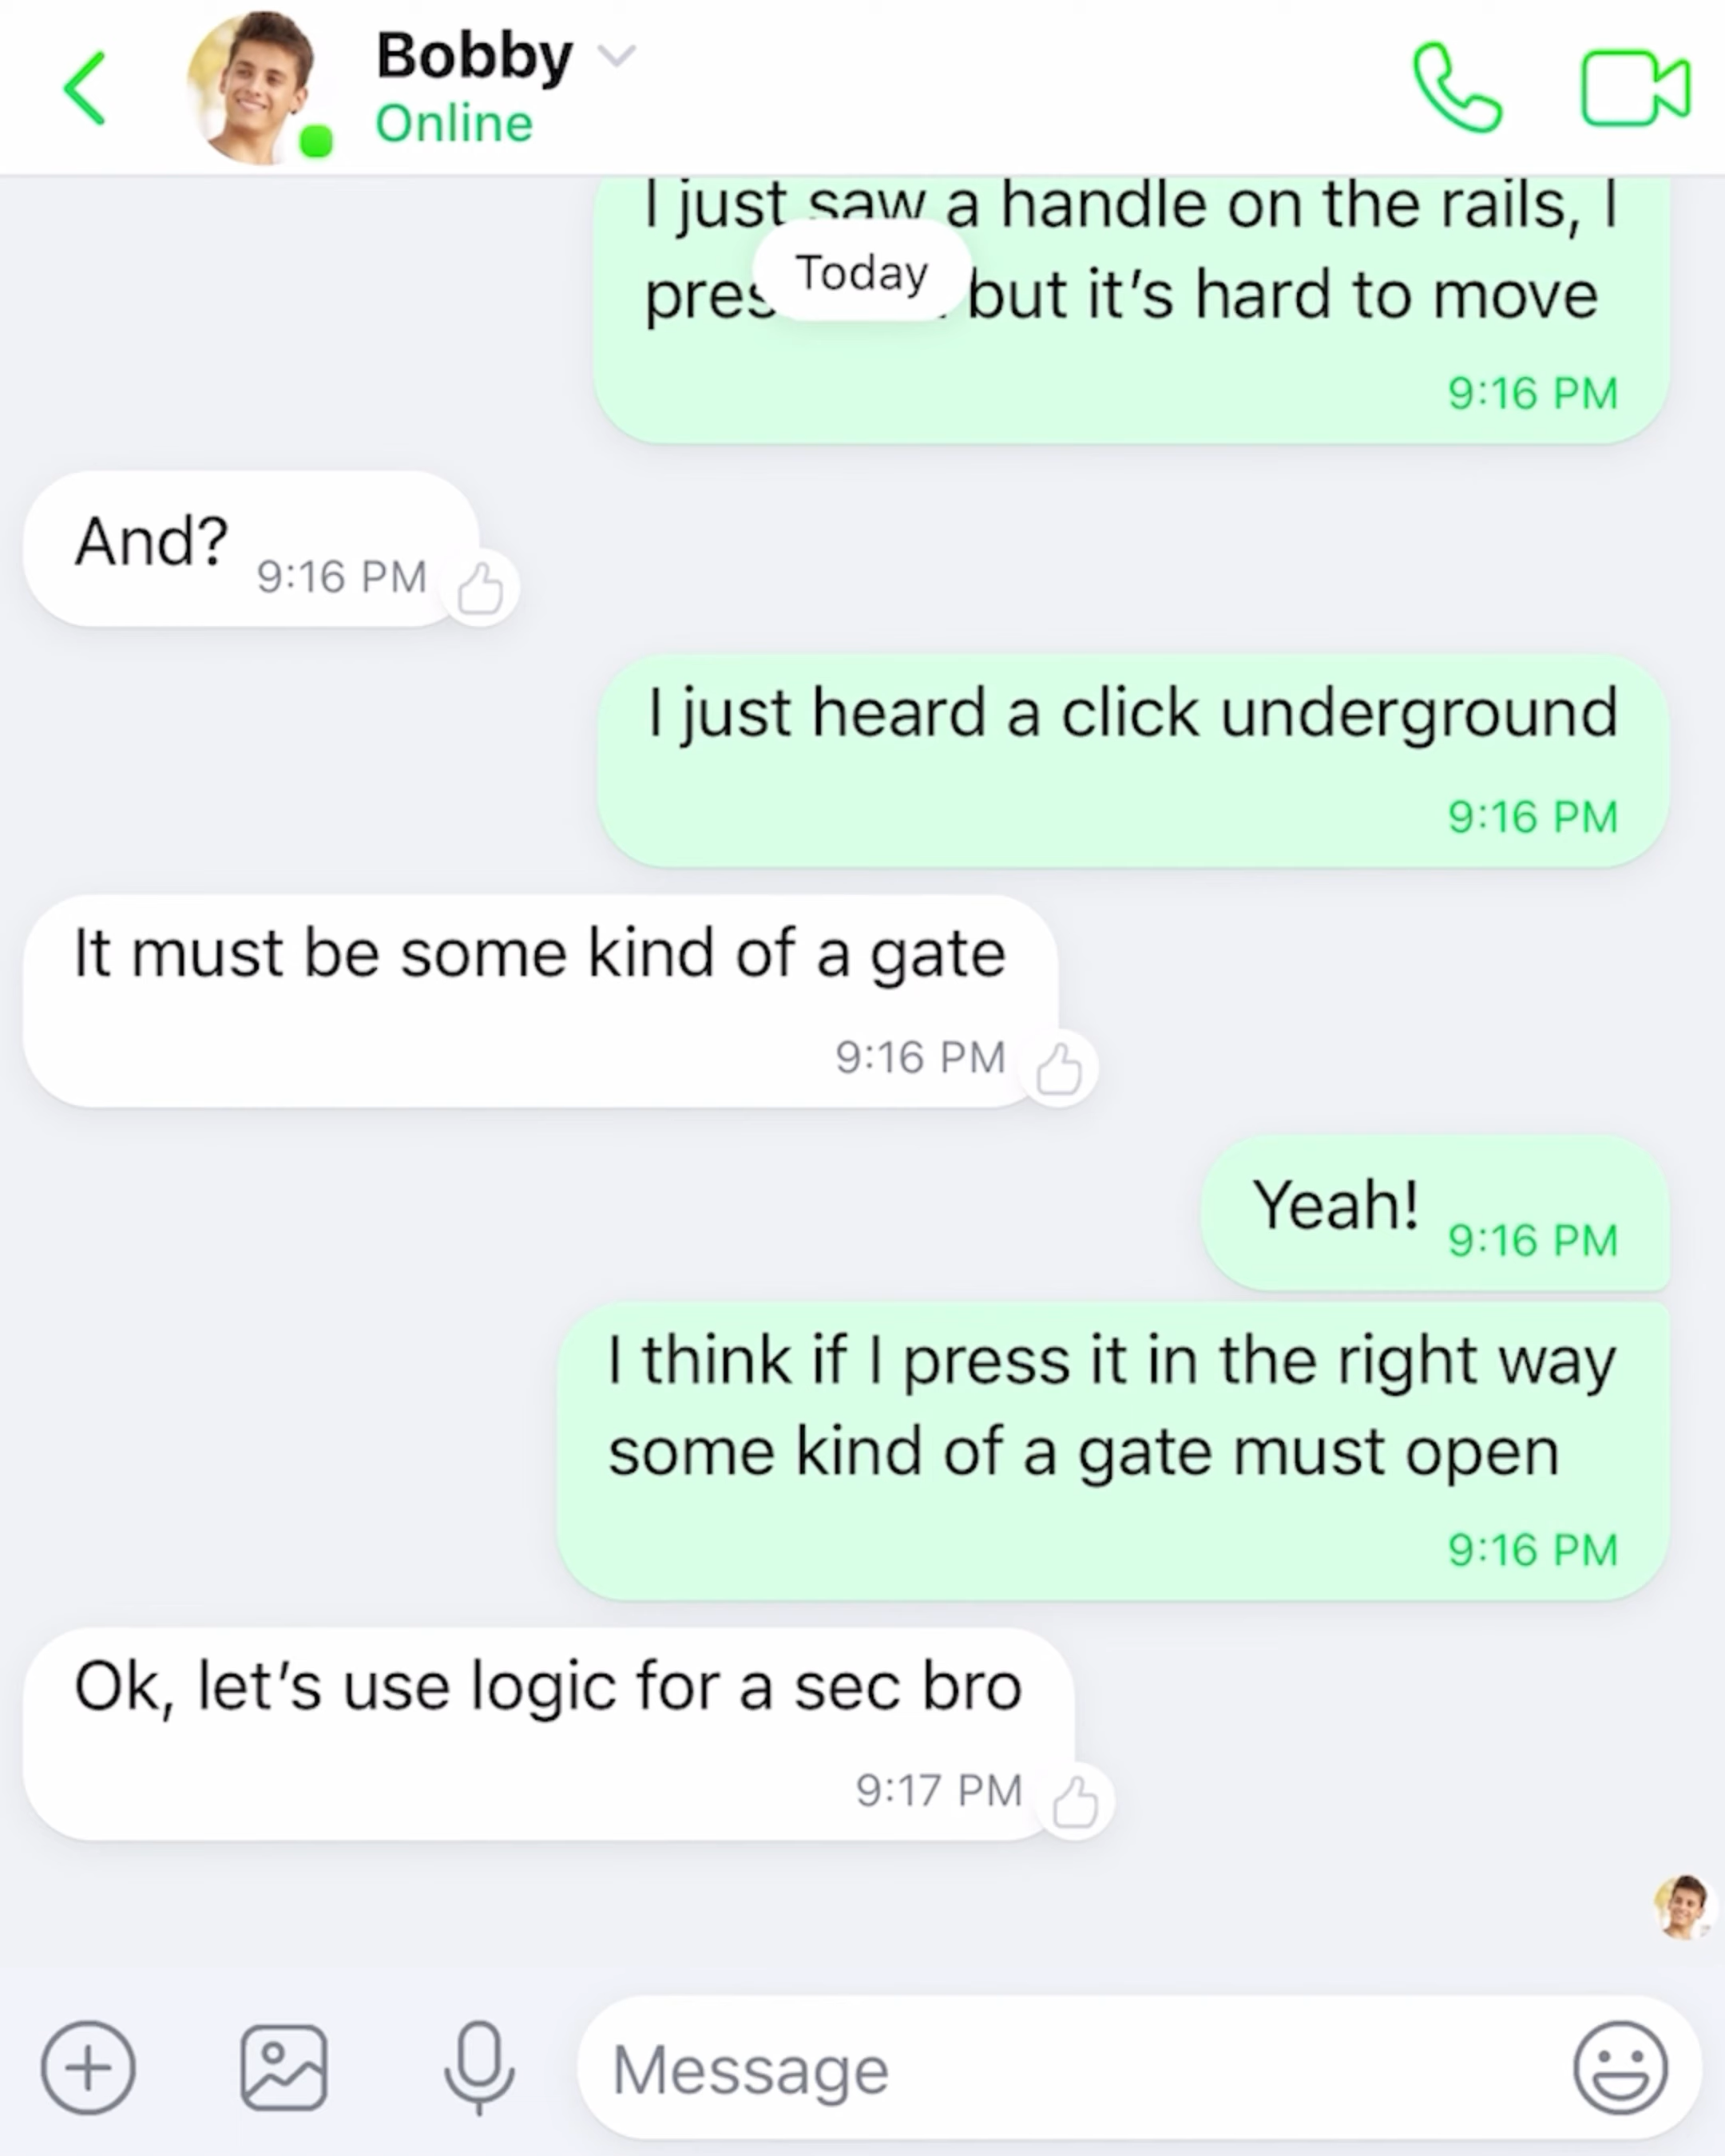 Bobby
Online
I just saw a handle on the rails, I
Today
but it’s hard to move
9:16 PM
And?
9:16 PM
I just heard a click underground
9:16 PM
It must be some kind of a gate
9:16 PM
Yeah!
9:16 PM
I think if I press it in the right way
some kind of a gate must open
9:16 PM
Ok, let’s use logic for a sec bro
9:17 PM
Message